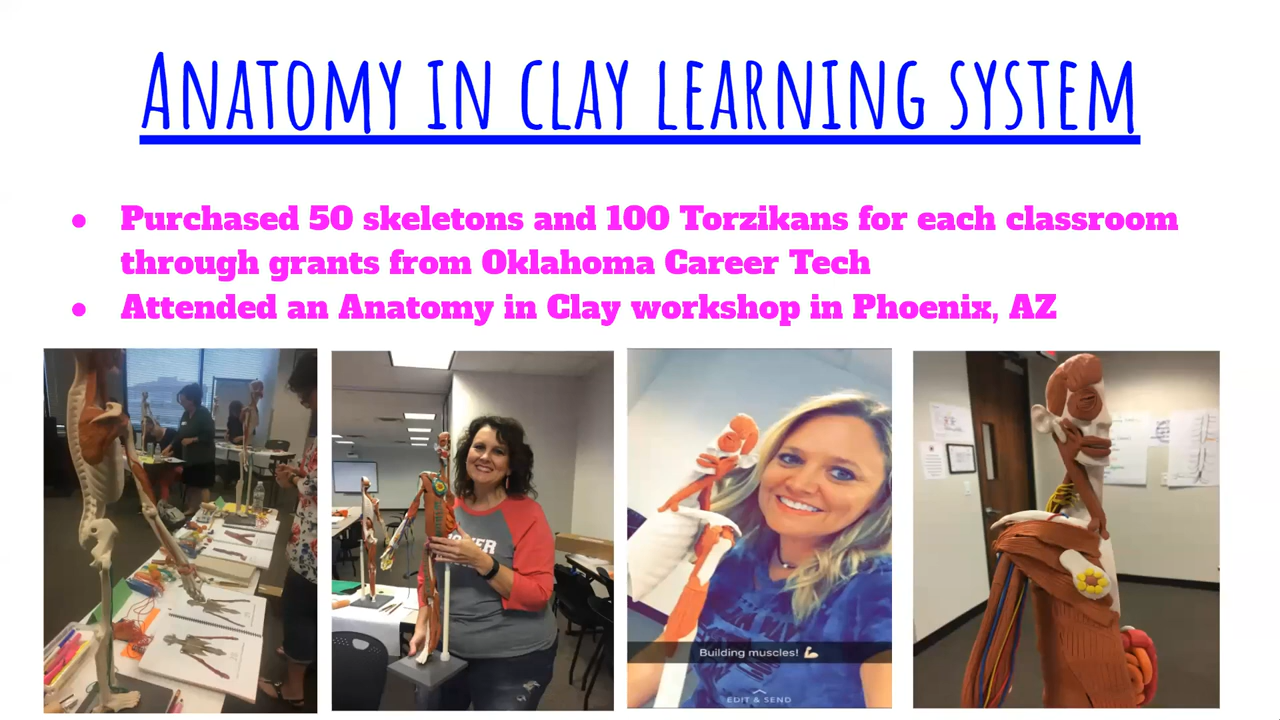 Anatomy in clay learning system
● Purchased 50 skeletons and 100 Torzikans for each classroom
through grants from Oklahoma Career Tech
● Attended an Anatomy in Clay workshop in Phoenix, AZ
Building muscles! 💪
EDIT & SEND